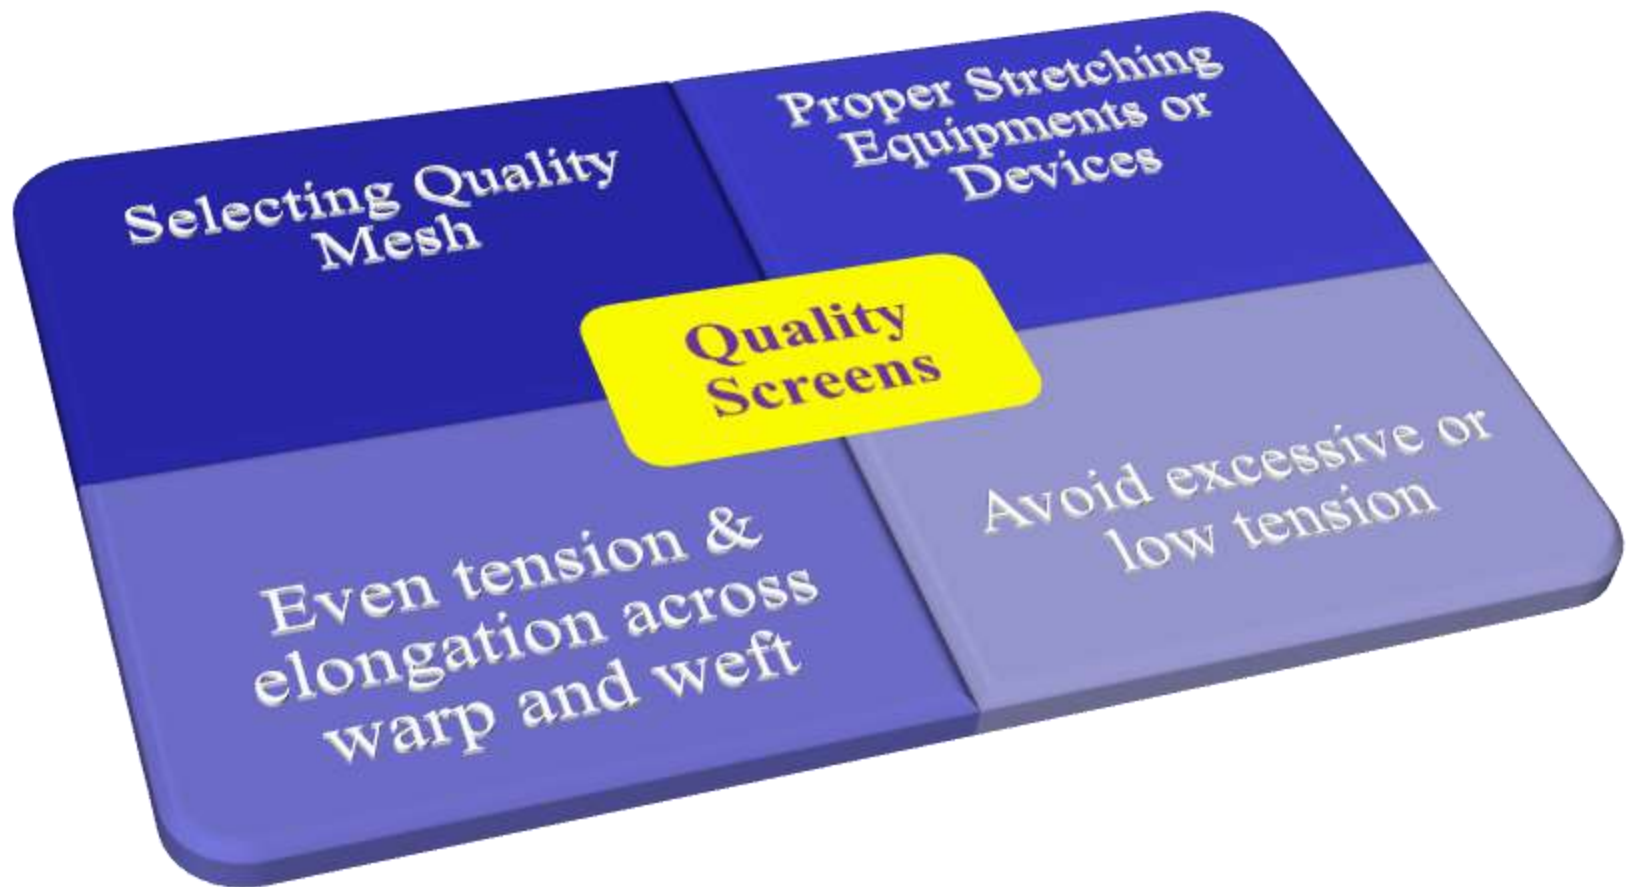 Selecting Quality
Mesh
Proper Stretching
Equipments or
Devices
Quality
Screens
Even tension &
elongation across
warp and weft
Avoid excessive or
low tension